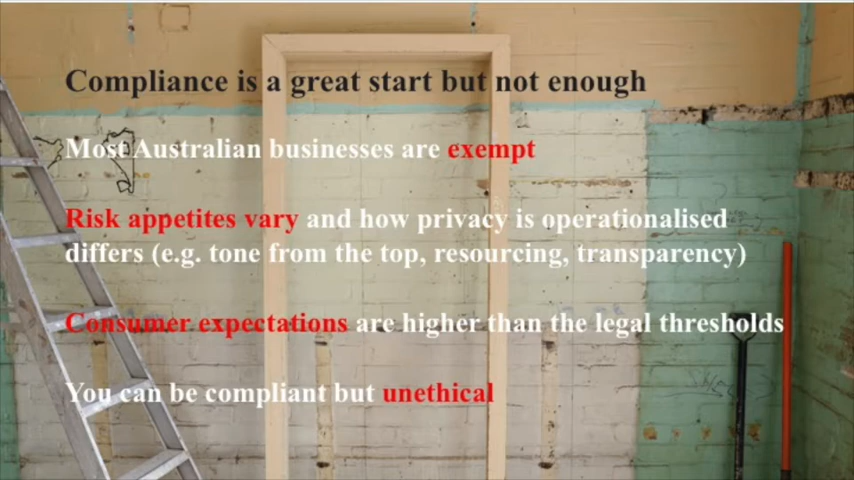 Compliance is a great start but not enough
Most Australian businesses are exempt
Risk appetites vary and how privacy is operationalised
differs (e.g. tone from the top, resourcing, transparency)
Consumer expectations are higher than the legal thresholds
You can be compliant but unethical